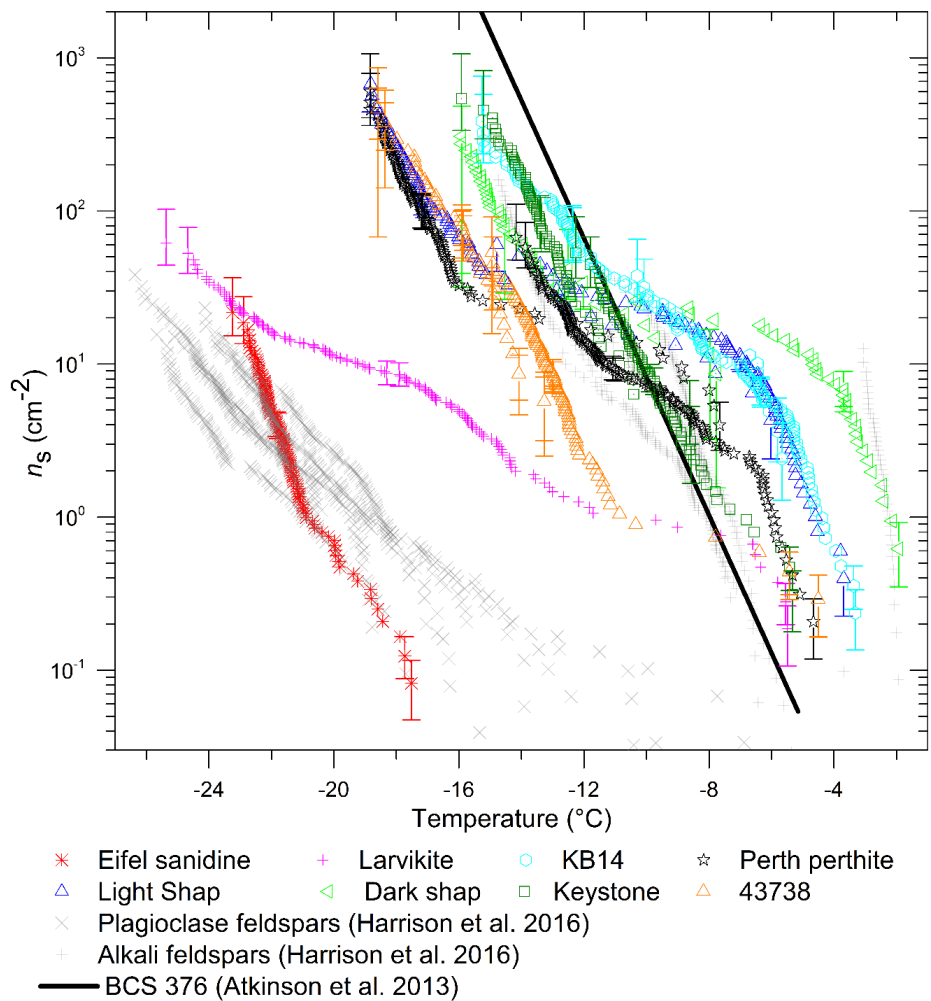 10³
10²
10¹
10⁰
10⁻¹
nₛ (cm⁻²)
-24 -20 -16 -12 -8 -4
Temperature (°C)
Eifel sanidine Larvikite KB14 Perth perthite
Light Shap Dark shap Keystone 43738
Plagioclase feldspars (Harrison et al. 2016)
Alkali feldspars (Harrison et al. 2016)
BCS 376 (Atkinson et al. 2013)